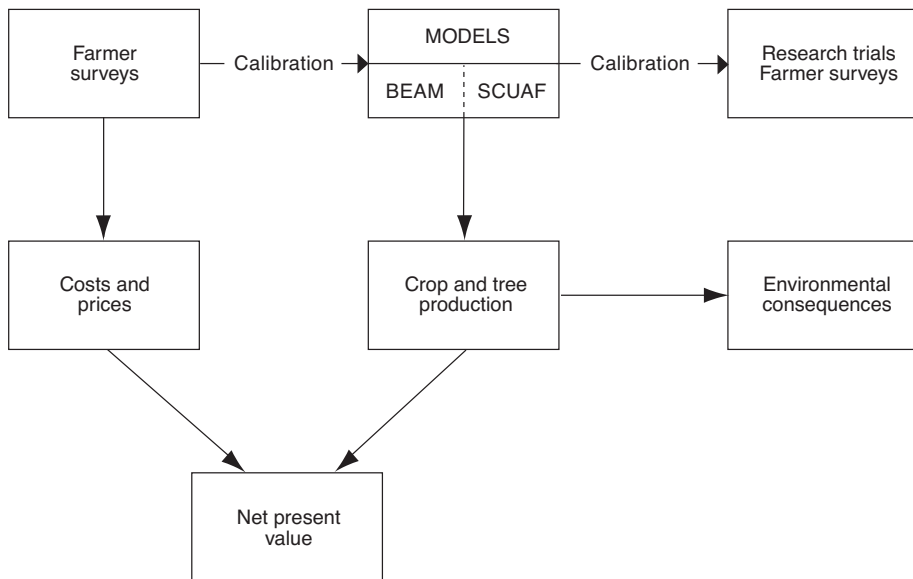 Farmer
surveys
Calibration
MODELS
BEAM
SCUAF
Calibration
Research trials
Farmer surveys
Costs and
prices
Crop and tree
production
Environmental
consequences
Net present
value